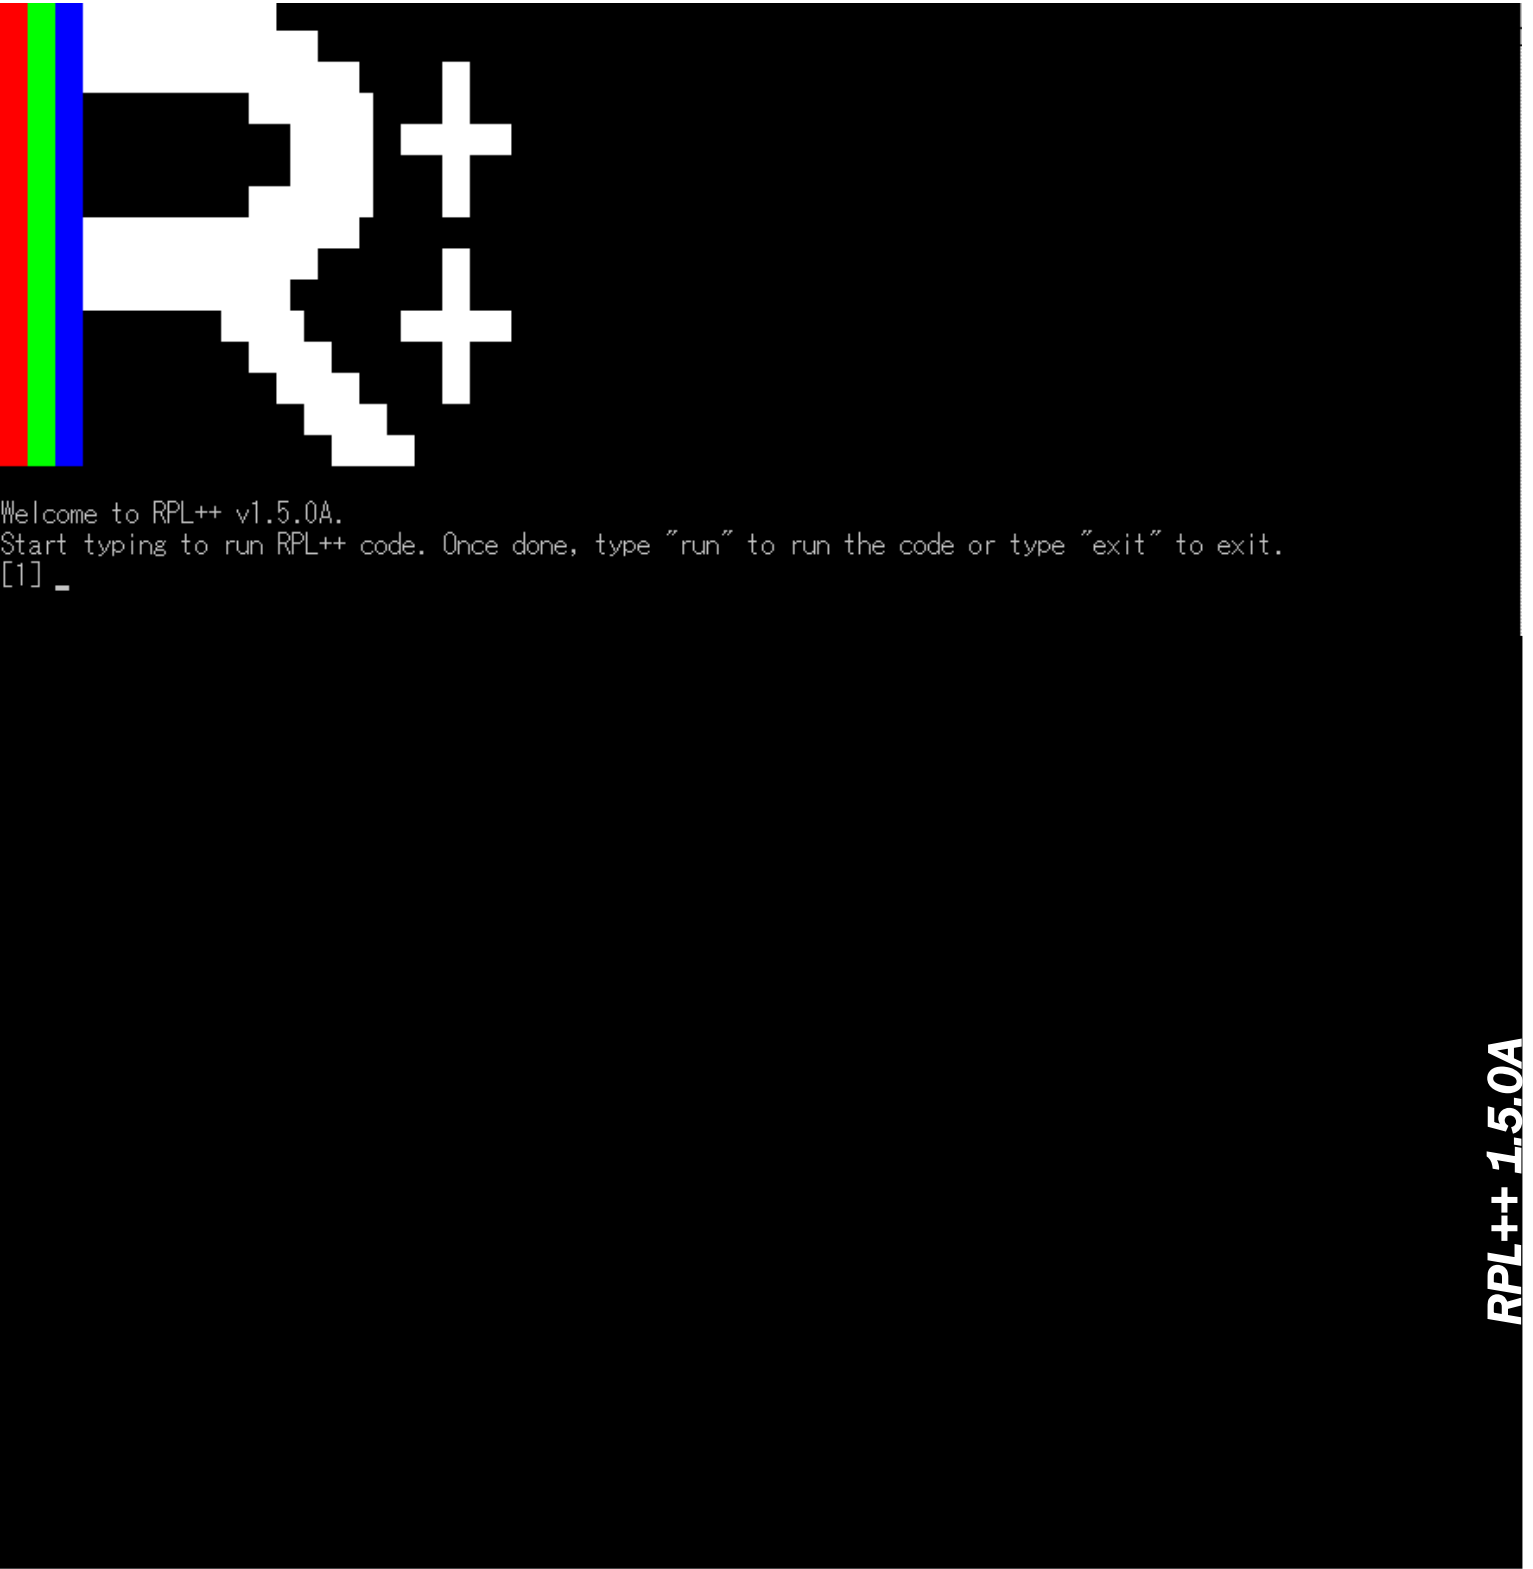 R++
Welcome to RPL++ v1.5.0A.
Start typing to run RPL++ code. Once done, type "run" to run the code or type "exit" to exit.
[1] _
RPL++ 1.5.0A